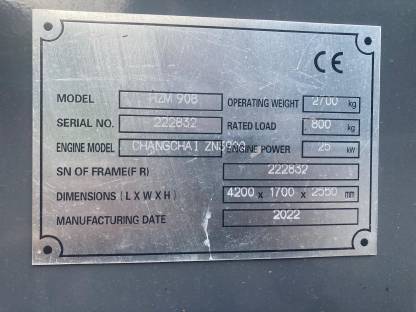 CE
MODEL HZM 908 OPERATING WEIGHT 2700 kg
SERIAL NO. 222832 RATED LOAD 800 kg
ENGINE MODEL CHANGCHAI ENGINE POWER 25 kW
SN OF FRAME(F R) 222832
DIMENSIONS ( L X W X H ) 4200 x 1700 x 2550 mm
MANUFACTURING DATE 2022